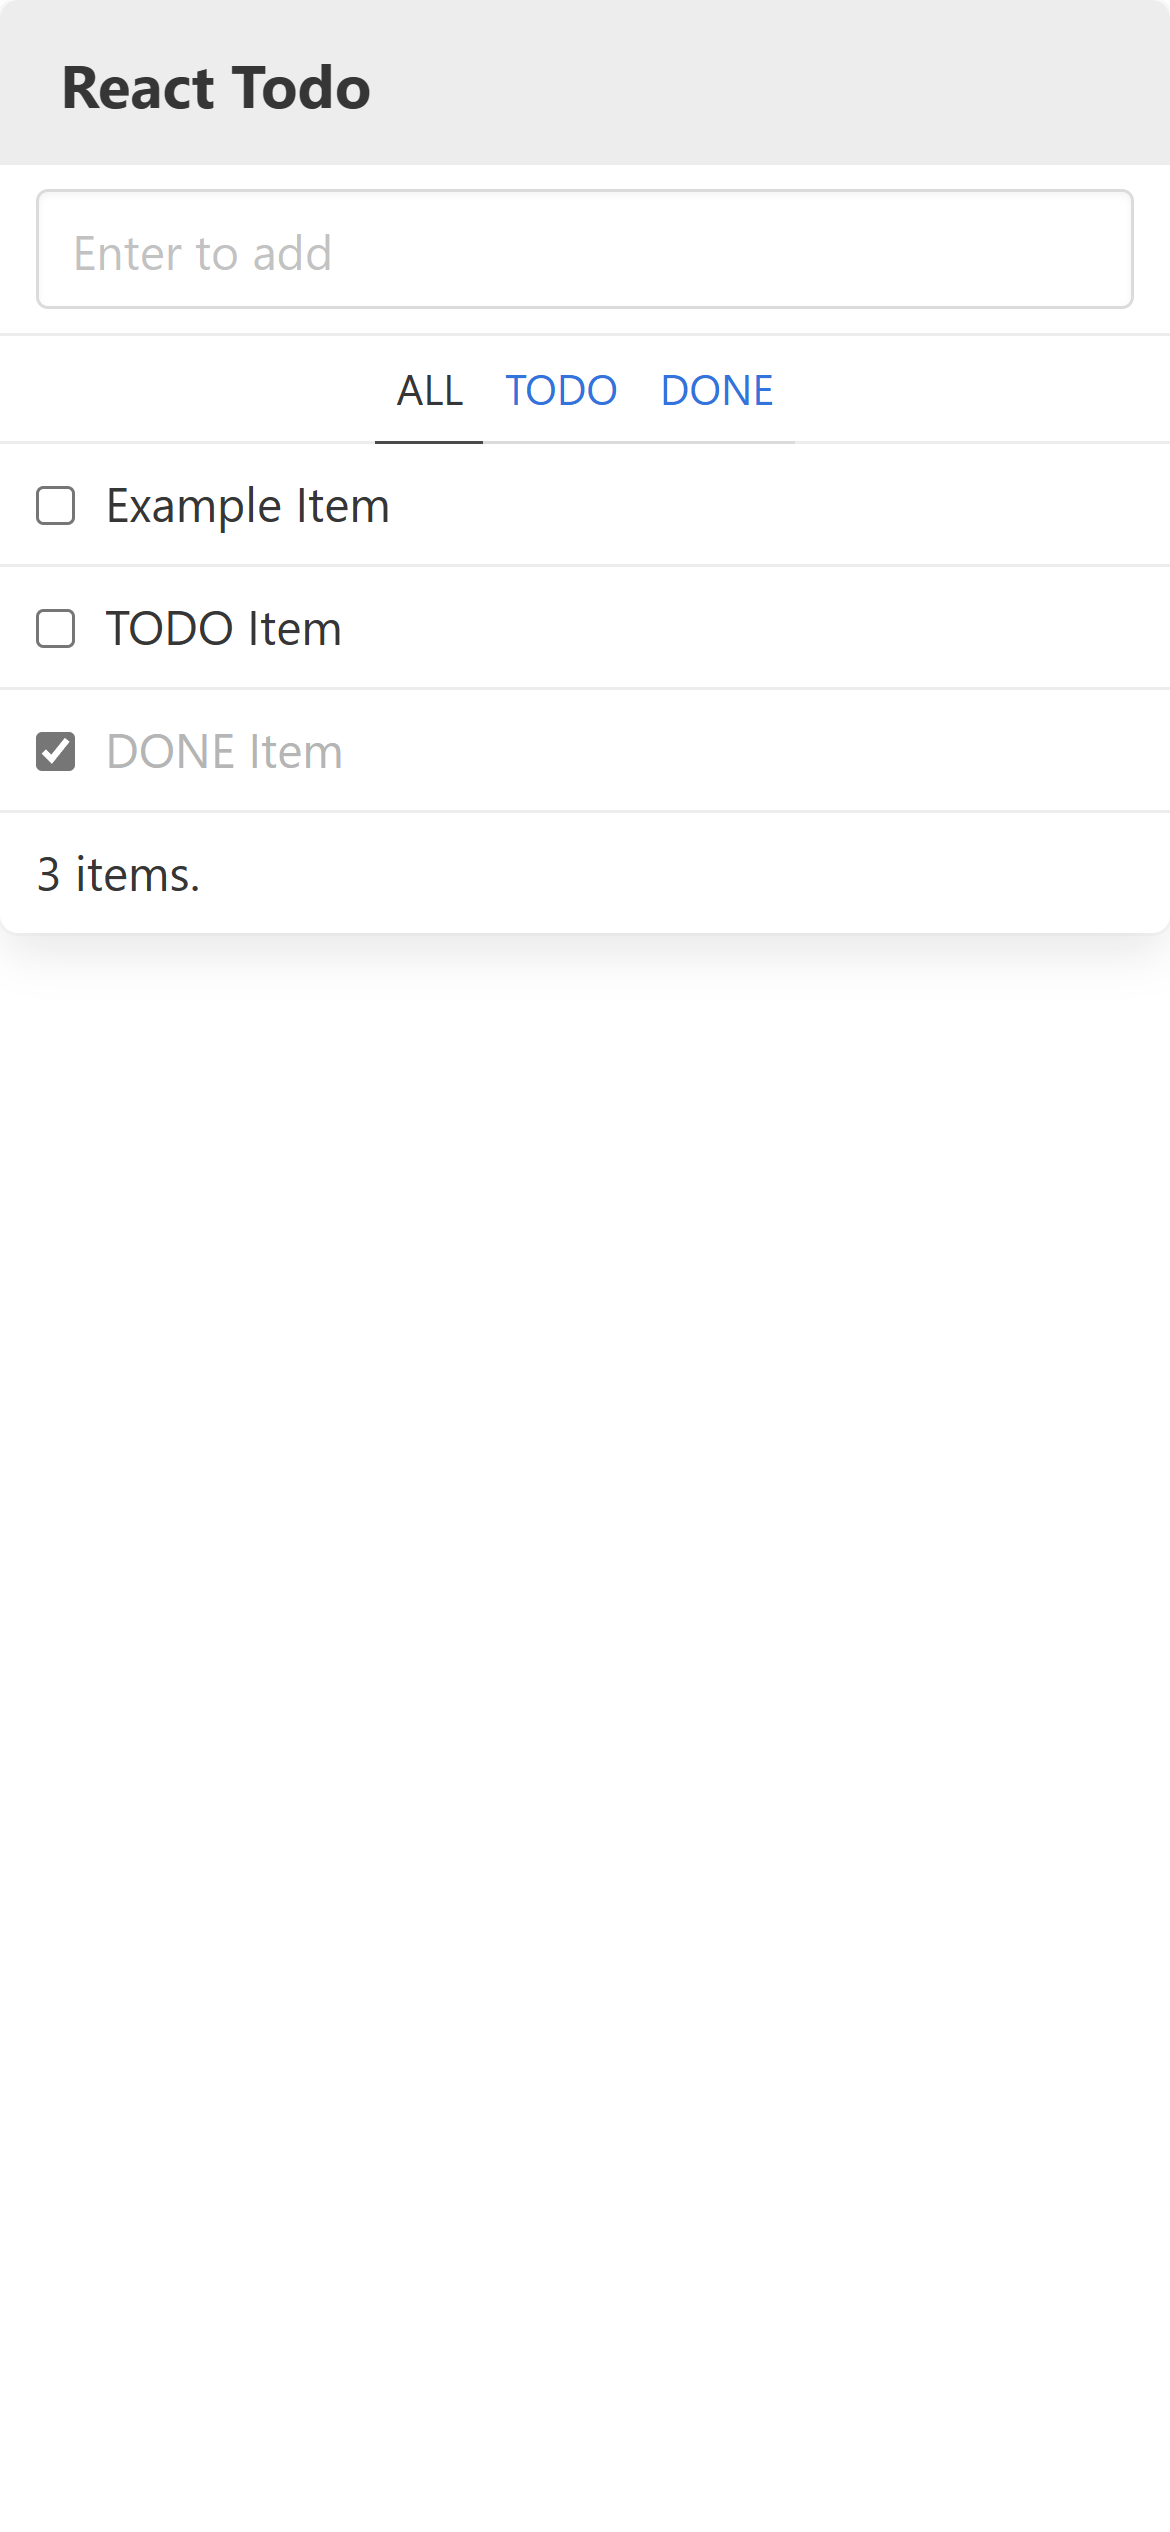 React Todo
Enter to add
ALL TODO DONE
Example Item
TODO Item
DONE Item
3 items.